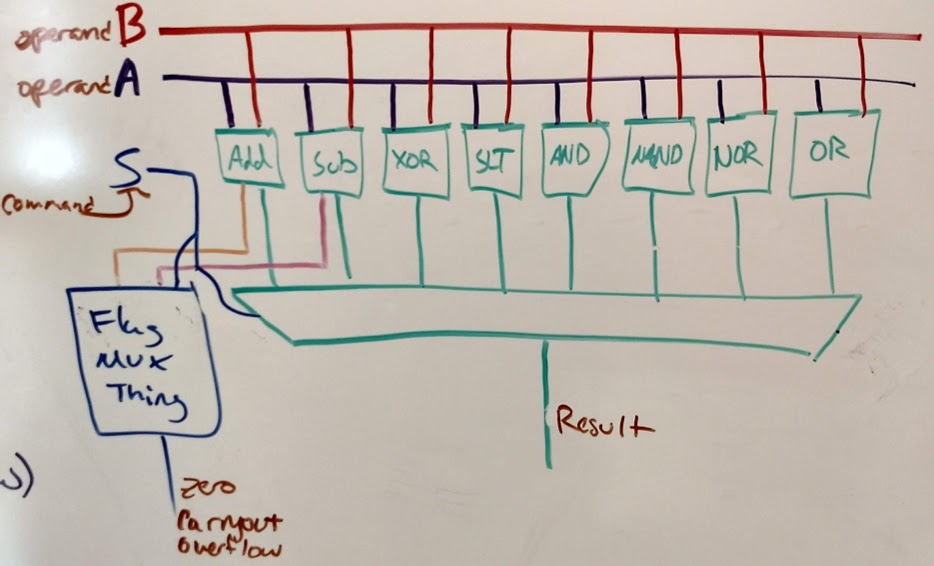 operand B
operand A
S
Command
Add
Sub
XOR
SLT
AND
NAND
NOR
OR
Flag
MUX
Thing
Result
zero
Carryout
overflow